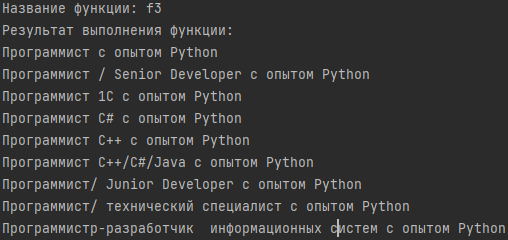 Название функции: f3
Результат выполнения функции:
Программист с опытом Python
Программист / Senior Developer с опытом Python
Программист 1C с опытом Python
Программист C# с опытом Python
Программист C++ с опытом Python
Программист C++/C#/Java с опытом Python
Программист/ Junior Developer с опытом Python
Программист/ технический специалист с опытом Python
Программистр-разработчик  информационных систем с опытом Python